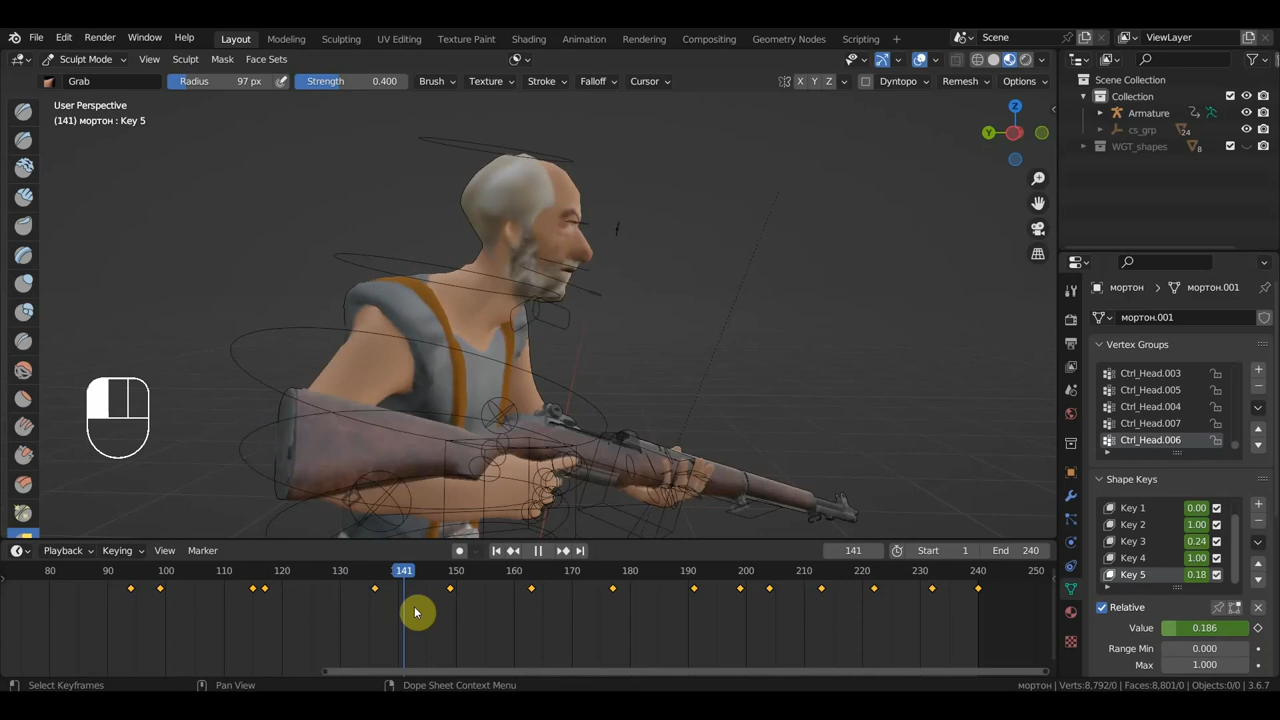 File Edit Render Window Help Layout Modeling Sculpting UV Editing Texture Paint Shading Animation Rendering Compositing Geometry Nodes Scripting Scene ViewLayer
Sculpt Mode View Sculpt Mask Face Sets
Grab Radius 97 px Strength 0.400 Brush Texture Stroke Falloff Cursor X Y Z Dyntopo Remesh Options
User Perspective
(141) мортон : Key 5
Z
Y
Scene Collection
Collection
Armature
cs_grp 24
WGT_shapes 8
мортон мортон.001
мортон.001
Vertex Groups
Ctrl_Head.003
Ctrl_Head.005
Ctrl_Head.004
Ctrl_Head.007
Ctrl_Head.006
Shape Keys
Key 1 0.00
Key 2 1.00
Key 3 0.24
Key 4 1.00
Key 5 0.18
Relative
Value 0.186
Range Min 0.000
Max 1.000
Playback Keying View Marker 141 Start 1 End 240
80 90 100 110 120 130 141 150 160 170 180 190 200 210 220 230 240 250
Select Keyframes Pan View Dope Sheet Context Menu мортон | Verts:8,792/0 | Faces:8,801/0 | Objects:0/0 | 3.6.7